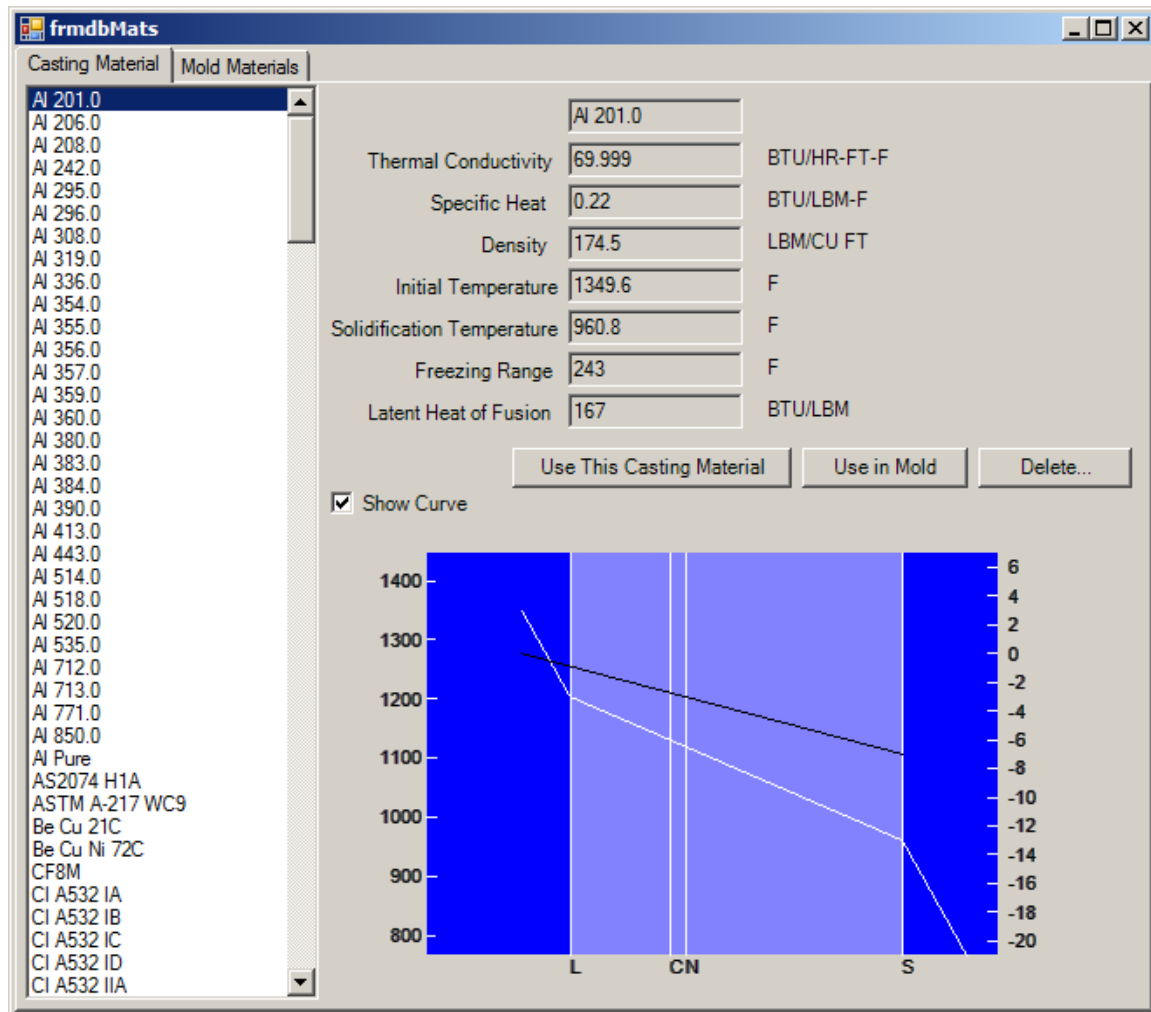 frmdbMats
Casting Material
Mold Materials
Al 201.0
Al 206.0
Al 208.0
Al 242.0
Al 295.0
Al 296.0
Al 308.0
Al 319.0
Al 336.0
Al 354.0
Al 355.0
Al 356.0
Al 357.0
Al 359.0
Al 360.0
Al 380.0
Al 383.0
Al 384.0
Al 390.0
Al 413.0
Al 443.0
Al 514.0
Al 518.0
Al 520.0
Al 535.0
Al 712.0
Al 713.0
Al 771.0
Al 850.0
Al Pure
AS2074 H1A
ASTM A-217 WC9
Be Cu 21C
Be Cu Ni 72C
CF8M
CI A532 IA
CI A532 IB
CI A532 IC
CI A532 ID
CI A532 IIA
Al 201.0
Thermal Conductivity 69.999 BTU/HR-FT-F
Specific Heat 0.22 BTU/LBM-F
Density 174.5 LBM/CU FT
Initial Temperature 1349.6 F
Solidification Temperature 960.8 F
Freezing Range 243 F
Latent Heat of Fusion 167 BTU/LBM
Use This Casting Material
Use in Mold
Delete...
Show Curve
1400
1300
1200
1100
1000
900
800
6
4
2
0
-2
-4
-6
-8
-10
-12
-14
-16
-18
-20
L CN S